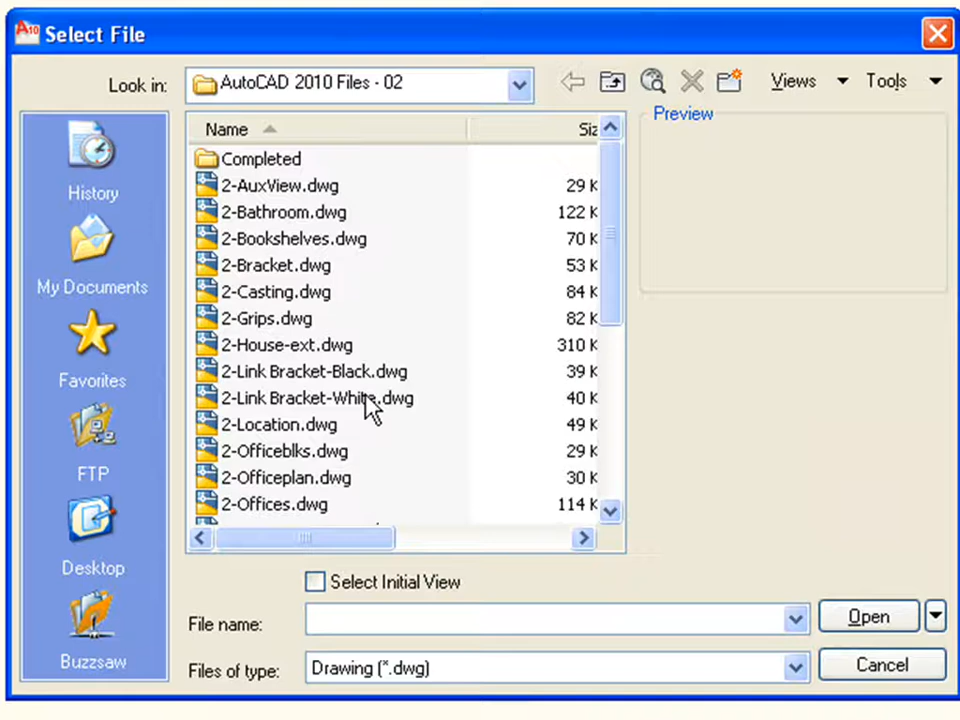 A10 Select File
Look in: AutoCAD 2010 Files - 02 Views Tools
Name Siz Preview
Completed
2-AuxView.dwg 29 K
2-Bathroom.dwg 122 K
2-Bookshelves.dwg 70 K
2-Bracket.dwg 53 K
2-Casting.dwg 84 K
2-Grips.dwg 82 K
2-House-ext.dwg 310 K
2-Link Bracket-Black.dwg 39 K
2-Link Bracket-White.dwg 40 K
2-Location.dwg 49 K
2-Officeblks.dwg 29 K
2-Officeplan.dwg 30 K
2-Offices.dwg 114 K
History
My Documents
Favorites
FTP
Desktop
Buzzsaw
Select Initial View
File name: Open
Files of type: Drawing (*.dwg) Cancel